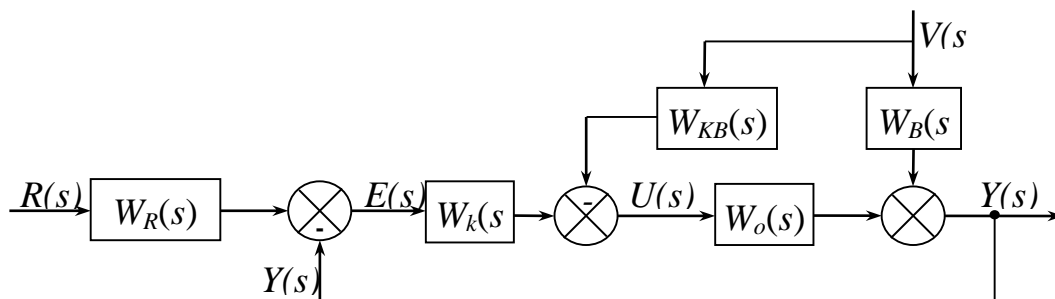 V(s
W_KB(s)
W_B(s
R(s)
W_R(s)
-
E(s)
W_k(s
-
U(s)
W_o(s)
Y(s)
Y(s)